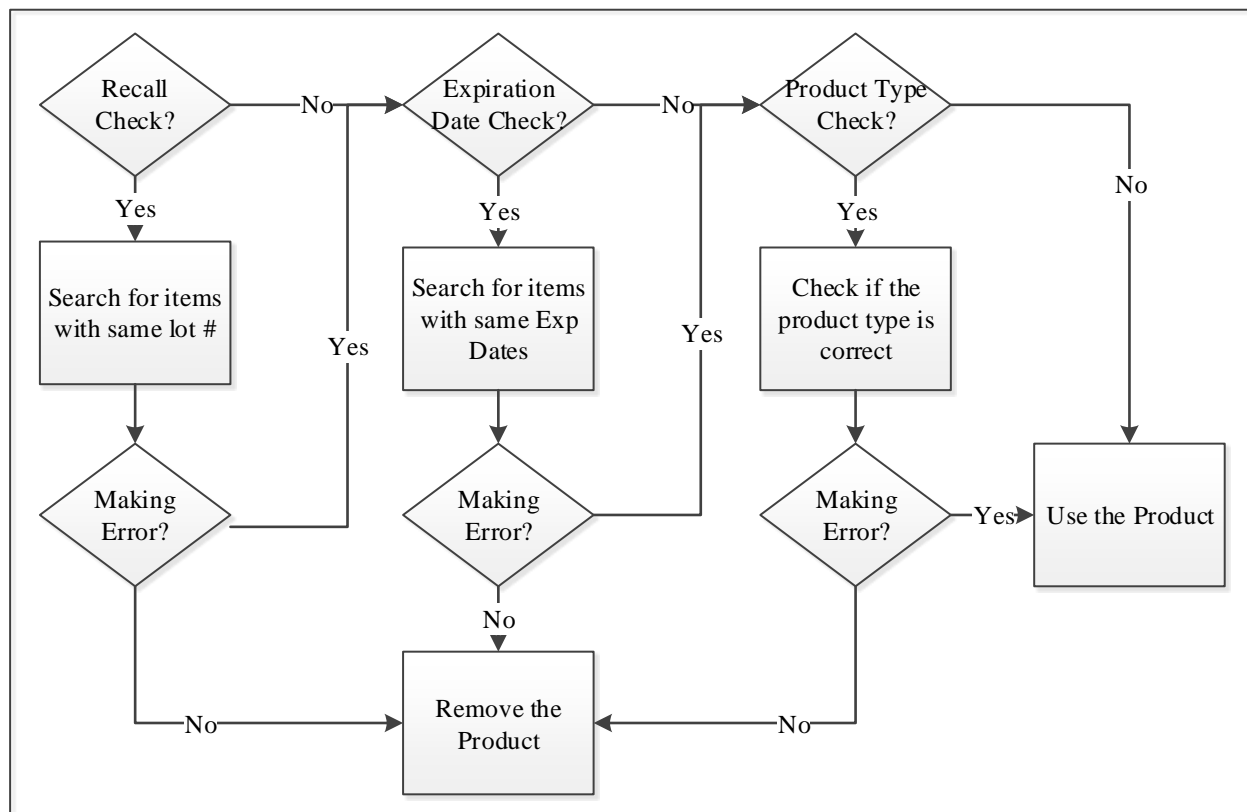 Recall
Check?
No
Expiration
Date Check?
No
Product Type
Check?
No
Yes
Yes
Yes
Search for items
with same lot #
Yes
Search for items
with same Exp
Dates
Yes
Check if the
product type is
correct
Making
Error?
Making
Error?
Making
Error?
Yes
Use the Product
No
No
Remove the
Product
No